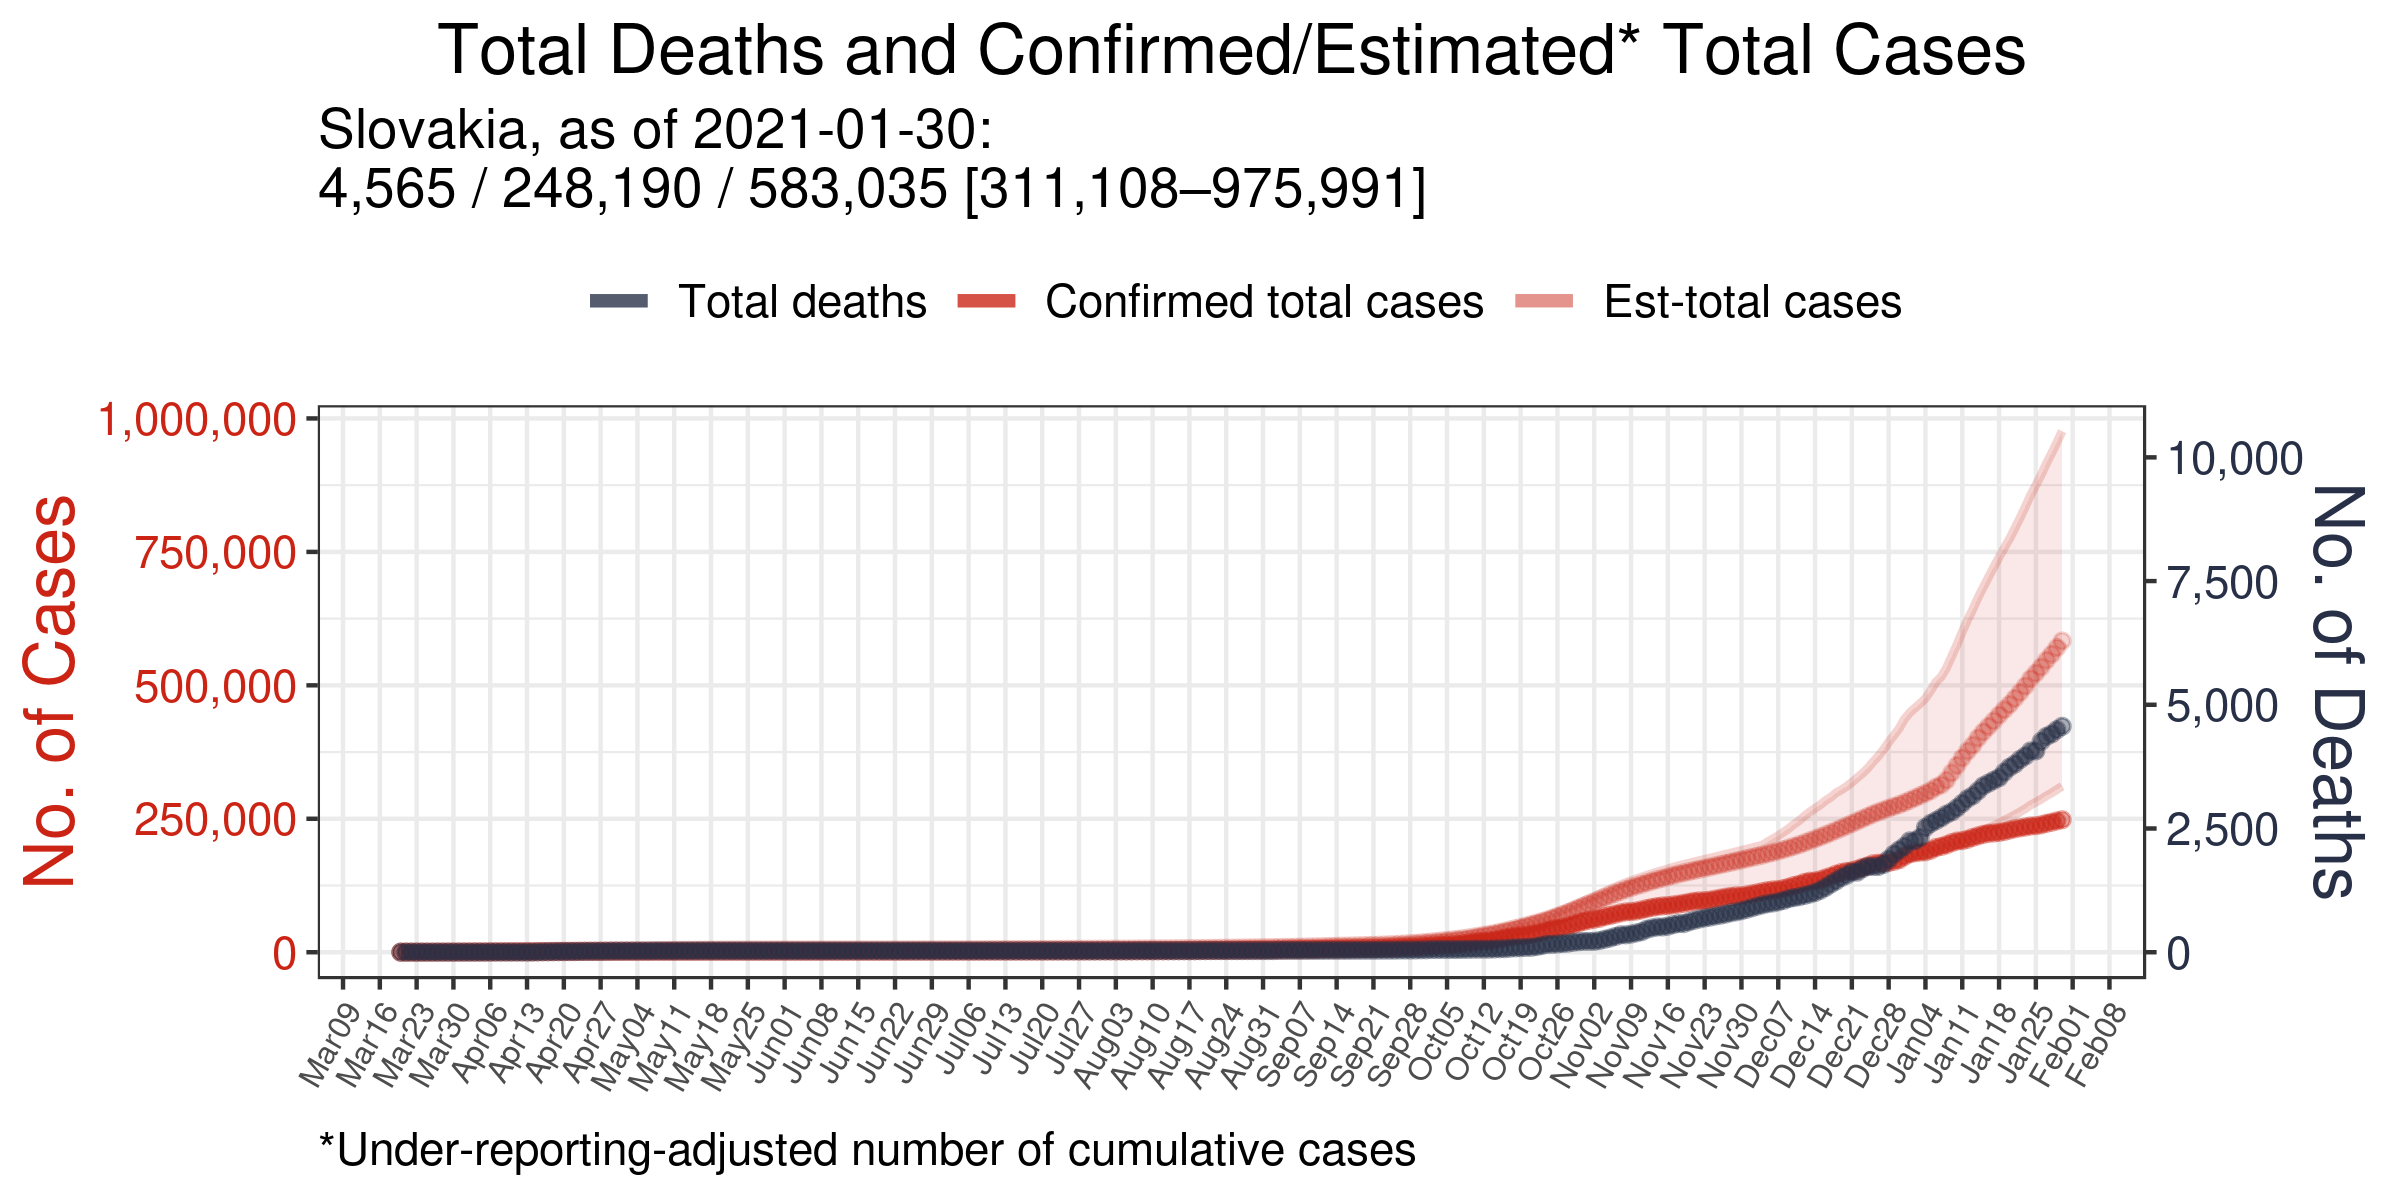 Total Deaths and Confirmed/Estimated* Total Cases
Slovakia, as of 2021-01-30:
4,565 / 248,190 / 583,035 [311,108–975,991]
Total deaths
Confirmed total cases
Est-total cases
No. of Cases
1,000,000
750,000
500,000
250,000
0
10,000
7,500
5,000
2,500
0
No. of Deaths
Mar09
Mar16
Mar23
Mar30
Apr06
Apr13
Apr20
Apr27
May04
May11
May18
May25
Jun01
Jun08
Jun15
Jun22
Jun29
Jul06
Jul13
Jul20
Jul27
Aug03
Aug10
Aug17
Aug24
Aug31
Sep07
Sep14
Sep21
Sep28
Oct05
Oct12
Oct19
Oct26
Nov02
Nov09
Nov16
Nov23
Nov30
Dec07
Dec14
Dec21
Dec28
Jan04
Jan11
Jan18
Jan25
Feb01
Feb08
*Under-reporting-adjusted number of cumulative cases